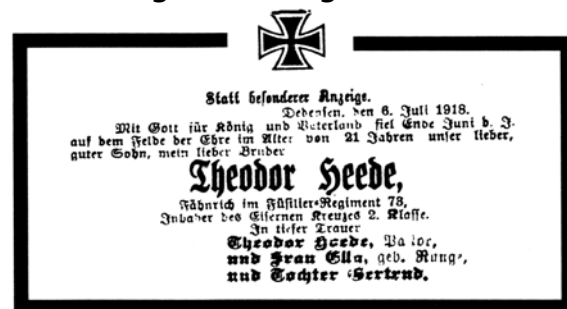 Statt besonderer Anzeige.
Dedensen, den 6. Juli 1918.
Mit Gott für König und Vaterland fiel Ende Juni d. J.
auf dem Felde der Ehre im Alter von 21 Jahren unser lieber,
guter Sohn, mein lieber Bruder
Theodor Heede,
Fähnrich im Füsilier-Regiment 73,
Inhaber des Eisernen Kreuzes 2. Klasse.
In tiefer Trauer
Theodor Heede, Pastor,
und Frau Ella, geb.
und Tochter Gertrud.